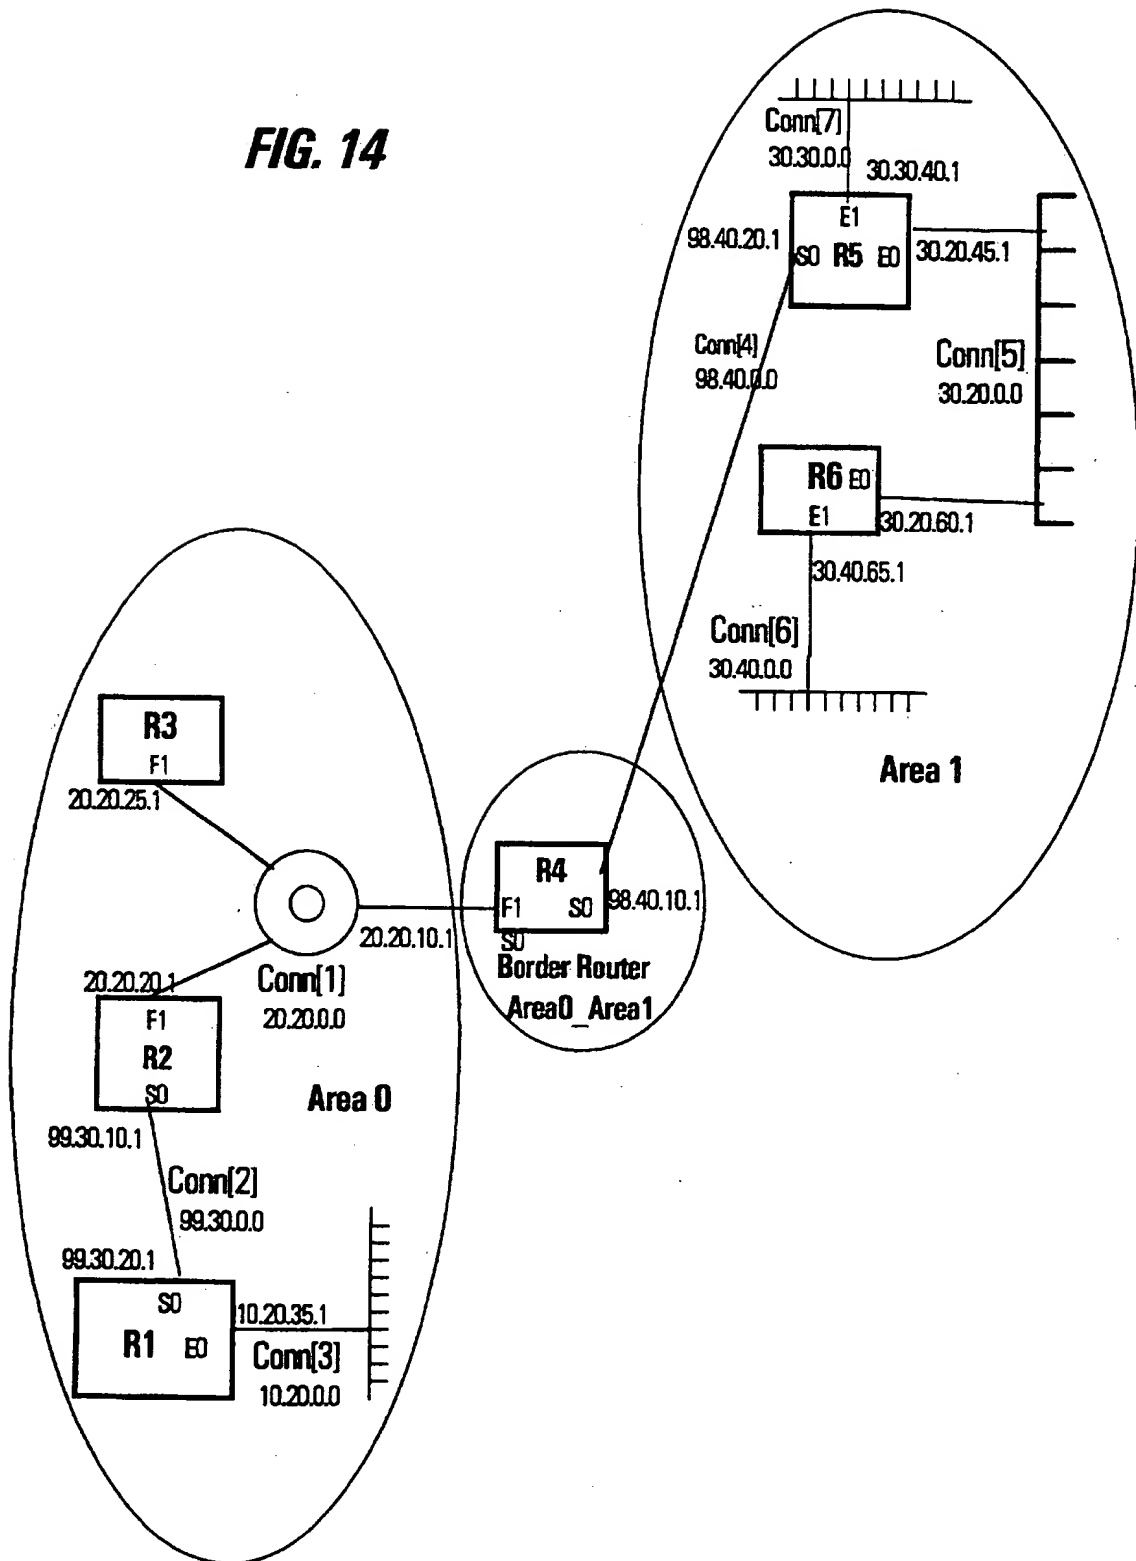 FIG. 14
Conn[7]
30.30.0.0
30.30.40.1
E1
98.40.20.1
S0 R5 E0
30.20.45.1
Conn[4]
98.40.0.0
Conn[5]
30.20.0.0
R6 E0
E1
30.20.60.1
30.40.65.1
Conn[6]
30.40.0.0
Area 1
R3
F1
20.20.25.1
R4
F1 S0
98.40.10.1
S0
20.20.10.1
Border Router
Area0_Area1
20.20.20.1
Conn[1]
20.20.0.0
F1
R2
S0
Area 0
99.30.10.1
Conn[2]
99.30.0.0
99.30.20.1
S0
10.20.35.1
R1 E0
Conn[3]
10.20.0.0